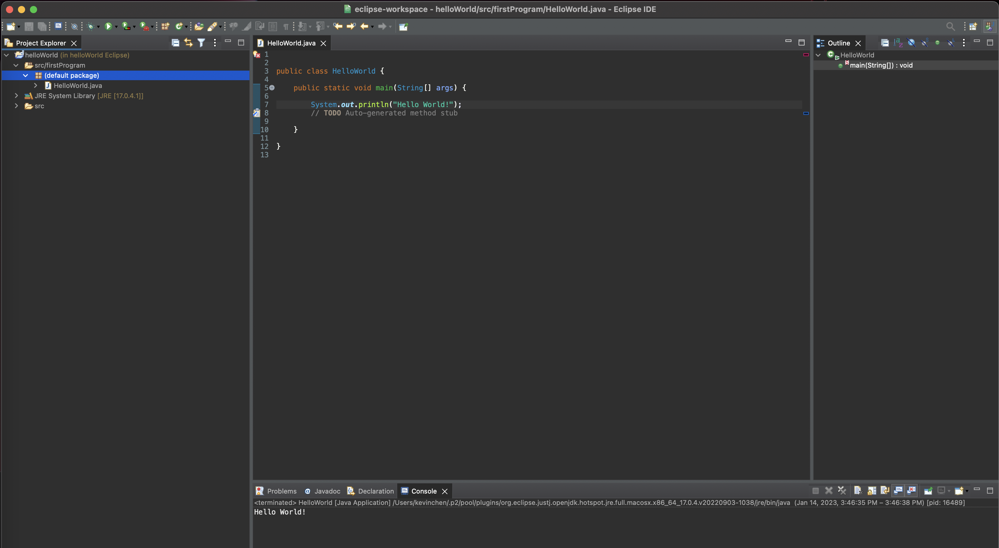 eclipse-workspace - helloWorld/src/firstProgram/HelloWorld.java - Eclipse IDE
Project Explorer
helloWorld (in helloWorld Eclipse)
src/firstProgram
(default package)
HelloWorld.java
JRE System Library [JRE [17.0.4.1]]
src
HelloWorld.java
1
2
3 public class HelloWorld {
4
5 public static void main(String[] args) {
6
7 System.out.println("Hello World!");
8 // TODO Auto-generated method stub
9
10 }
11
12 }
13
Outline
HelloWorld
main(String[]) : void
Problems
Javadoc
Declaration
Console
<terminated> HelloWorld [Java Application] /Users/kevinchen/.p2/pool/plugins/org.eclipse.justj.openjdk.hotspot.jre.full.macosx.x86_64_17.0.4.v20220903-1038/jre/bin/java (Jan 14, 2023, 3:46:35 PM – 3:46:38 PM) [pid: 16489]
Hello World!